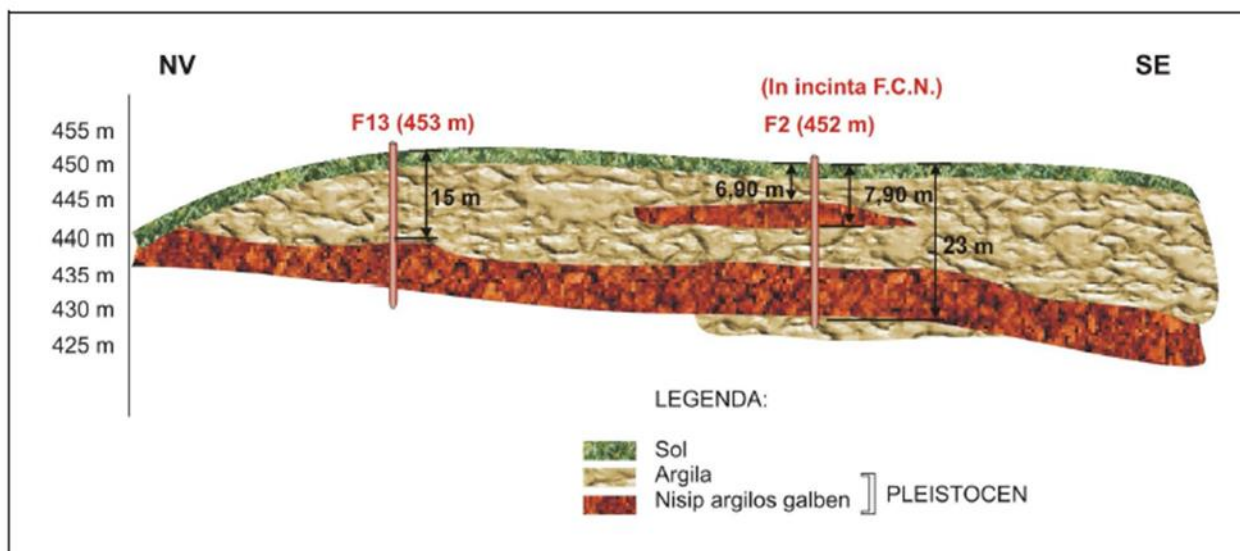 NV
SE
(In incinta F.C.N.)
F13 (453 m)
F2 (452 m)
455 m
450 m
445 m
440 m
435 m
430 m
425 m
15 m
6,90 m
7,90 m
23 m
LEGENDA:
Sol
Argila
Nisip argilos galben
PLEISTOCEN